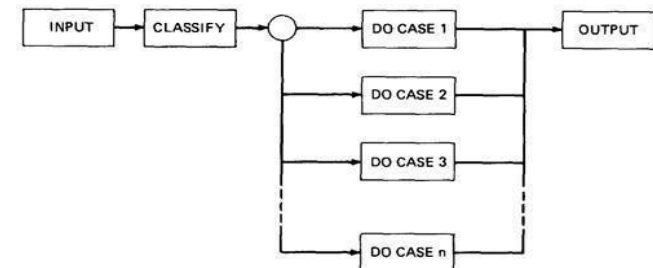 INPUT
CLASSIFY
DO CASE 1
OUTPUT
DO CASE 2
DO CASE 3
DO CASE n